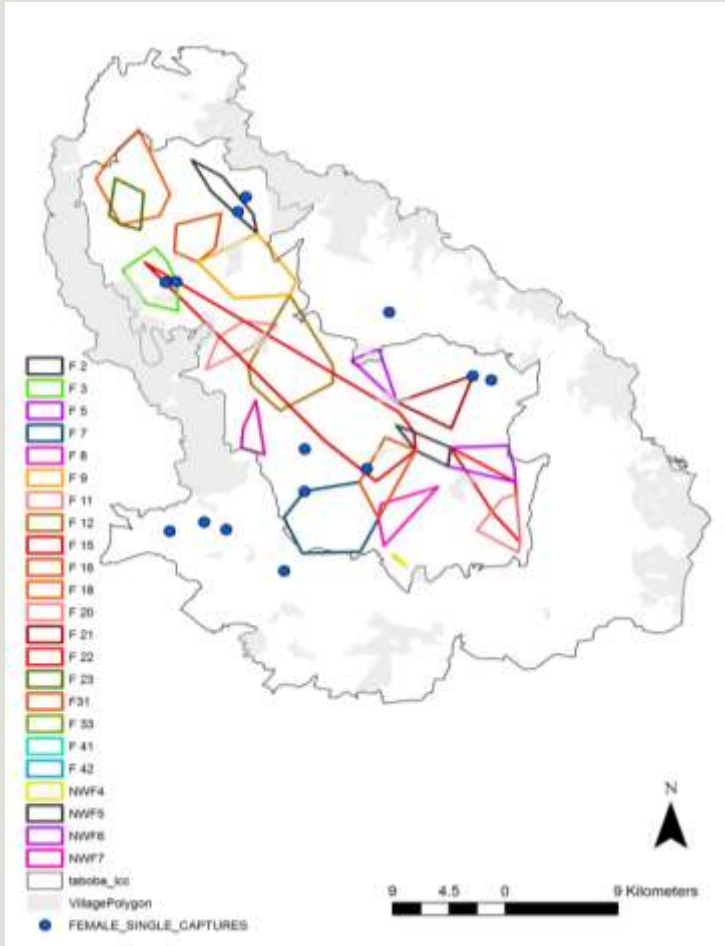 F 2
F 3
F 5
F 7
F 8
F 9
F 11
F 12
F 15
F 16
F 18
F 20
F 21
F 22
F 23
F31
F 33
F 41
F 42
NWF4
NWF5
NWF6
NWF7
taboba_lcc
VillagePolygon
FEMALE_SINGLE_CAPTURES
N
9 4.5 0 9 Kilometers